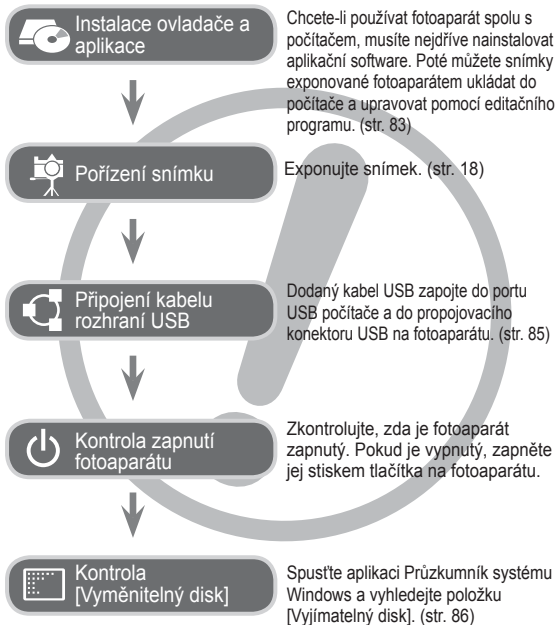 Instalace ovladače a
aplikace
Chcete-li používat fotoaparát spolu s
počítačem, musíte nejdříve nainstalovat
aplikační software. Poté můžete snímky
exponované fotoaparátem ukládat do
počítače a upravovat pomocí editačního
programu. (str. 83)
Pořízení snímku
Exponujte snímek. (str. 18)
Připojení kabelu
rozhraní USB
Dodaný kabel USB zapojte do portu
USB počítače a do propojovacího
konektoru USB na fotoaparátu. (str. 85)
Kontrola zapnutí
fotoaparátu
Zkontrolujte, zda je fotoaparát
zapnutý. Pokud je vypnutý, zapněte
jej stiskem tlačítka na fotoaparátu.
Kontrola
[Vyměnitelný disk]
Spusťte aplikaci Průzkumník systému
Windows a vyhledejte položku
[Vyjímatelný disk]. (str. 86)